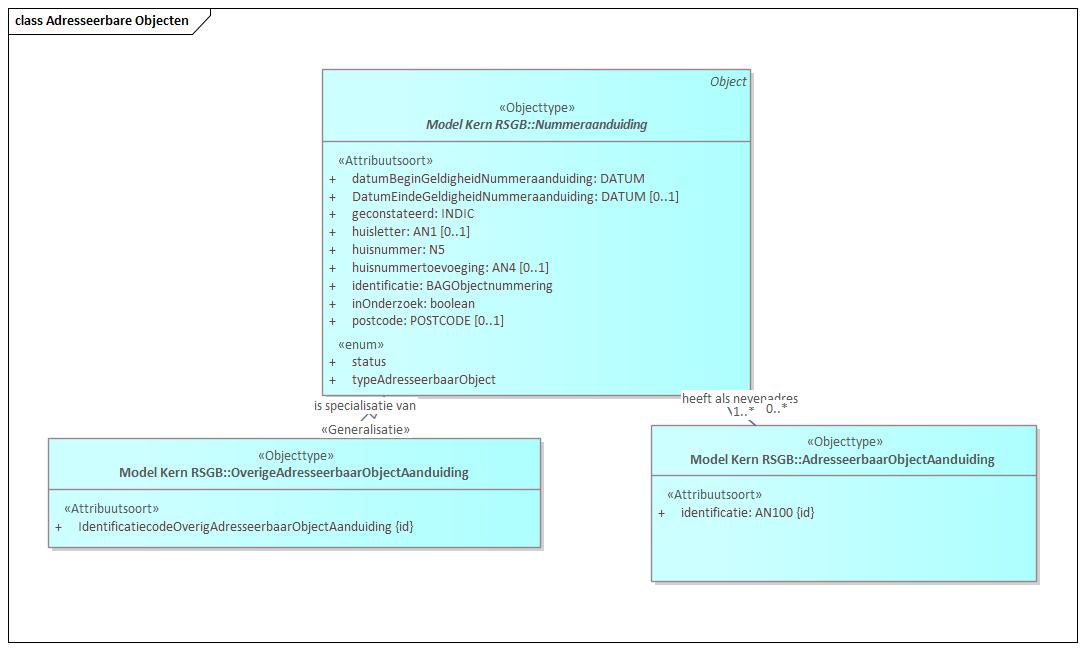 class Adresseerbare Objecten
Object
«Objecttype»
Model Kern RSGB::Nummeraanduiding
«Attribuutsoort»
+ datumBeginGeldigheidNummeraanduiding: DATUM
+ DatumEindeGeldigheidNummeraanduiding: DATUM [0..1]
+ geconstateerd: INDIC
+ huisletter: AN1 [0..1]
+ huisnummer: N5
+ huisnummertoevoeging: AN4 [0..1]
+ identificatie: BAGObjectnummering
+ inOnderzoek: boolean
+ postcode: POSTCODE [0..1]
«enum»
+ status
+ typeAdresseerbaarObject
is specialisatie van
«Generalisatie»
heeft als nevenadres
1..* 0..*
«Objecttype»
Model Kern RSGB::OverigeAdresseerbaarObjectAanduiding
«Attribuutsoort»
+ IdentificatiecodeOverigAdresseerbaarObjectAanduiding {id}
«Objecttype»
Model Kern RSGB::AdresseerbaarObjectAanduiding
«Attribuutsoort»
+ identificatie: AN100 {id}